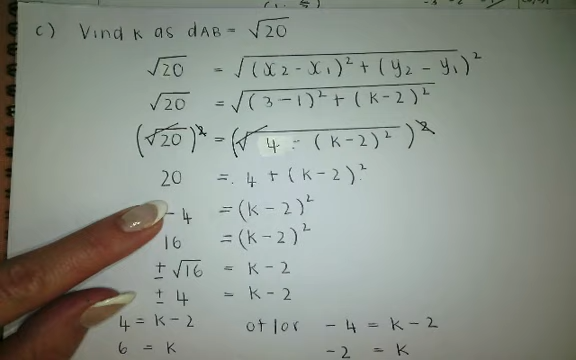 c) Vind K as dAB = √20
√20 = √(x2 - x1)² + (y2 - y1)²
√20 = √(3-1)² + (K-2)²
(√20)² = (√4 - (K-2)²)²
20 = 4 + (K-2)²
-4 = (K-2)²
16 = (K-2)²
± √16 = K-2
± 4 = K-2
4 = K-2 of/or -4 = K-2
6 = K -2 = K